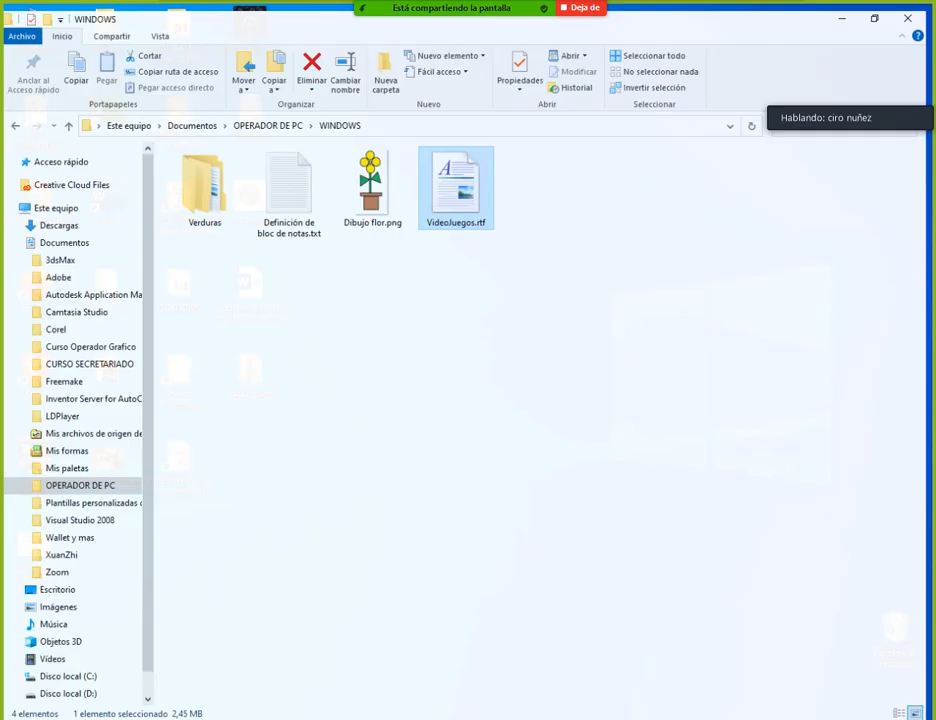 Está compartiendo la pantalla
Deja de
WINDOWS
Archivo
Inicio
Compartir
Vista
Anclar al
Acceso rápido
Copiar
Pegar
Cortar
Copiar ruta de acceso
Pegar acceso directo
Portapapeles
Mover
a
Copiar
a
Eliminar
Cambiar
nombre
Organizar
Nueva
carpeta
Nuevo elemento
Fácil acceso
Nuevo
Propiedades
Abrir
Modificar
Historial
Abrir
Seleccionar todo
No seleccionar nada
Invertir selección
Seleccionar
Hablando: ciro nuñez
Este equipo > Documentos > OPERADOR DE PC > WINDOWS
Acceso rápido
Creative Cloud Files
Este equipo
Descargas
Documentos
3dsMax
Adobe
Autodesk Application Ma
Camtasia Studio
Corel
Curso Operador Grafico
CURSO SECRETARIADO
Freemake
Inventor Server for AutoC
LDPlayer
Mis archivos de origen de
Mis formas
Mis paletas
OPERADOR DE PC
Plantillas personalizadas
Visual Studio 2008
Wallet y mas
XuanZhi
Zoom
Escritorio
Imágenes
Música
Objetos 3D
Vídeos
Disco local (C:)
Disco local (D:)
Verduras
Definición de
bloc de notas.txt
Dibujo flor.png
VideoJuegos.rtf
4 elementos
1 elemento seleccionado 2,45 MB